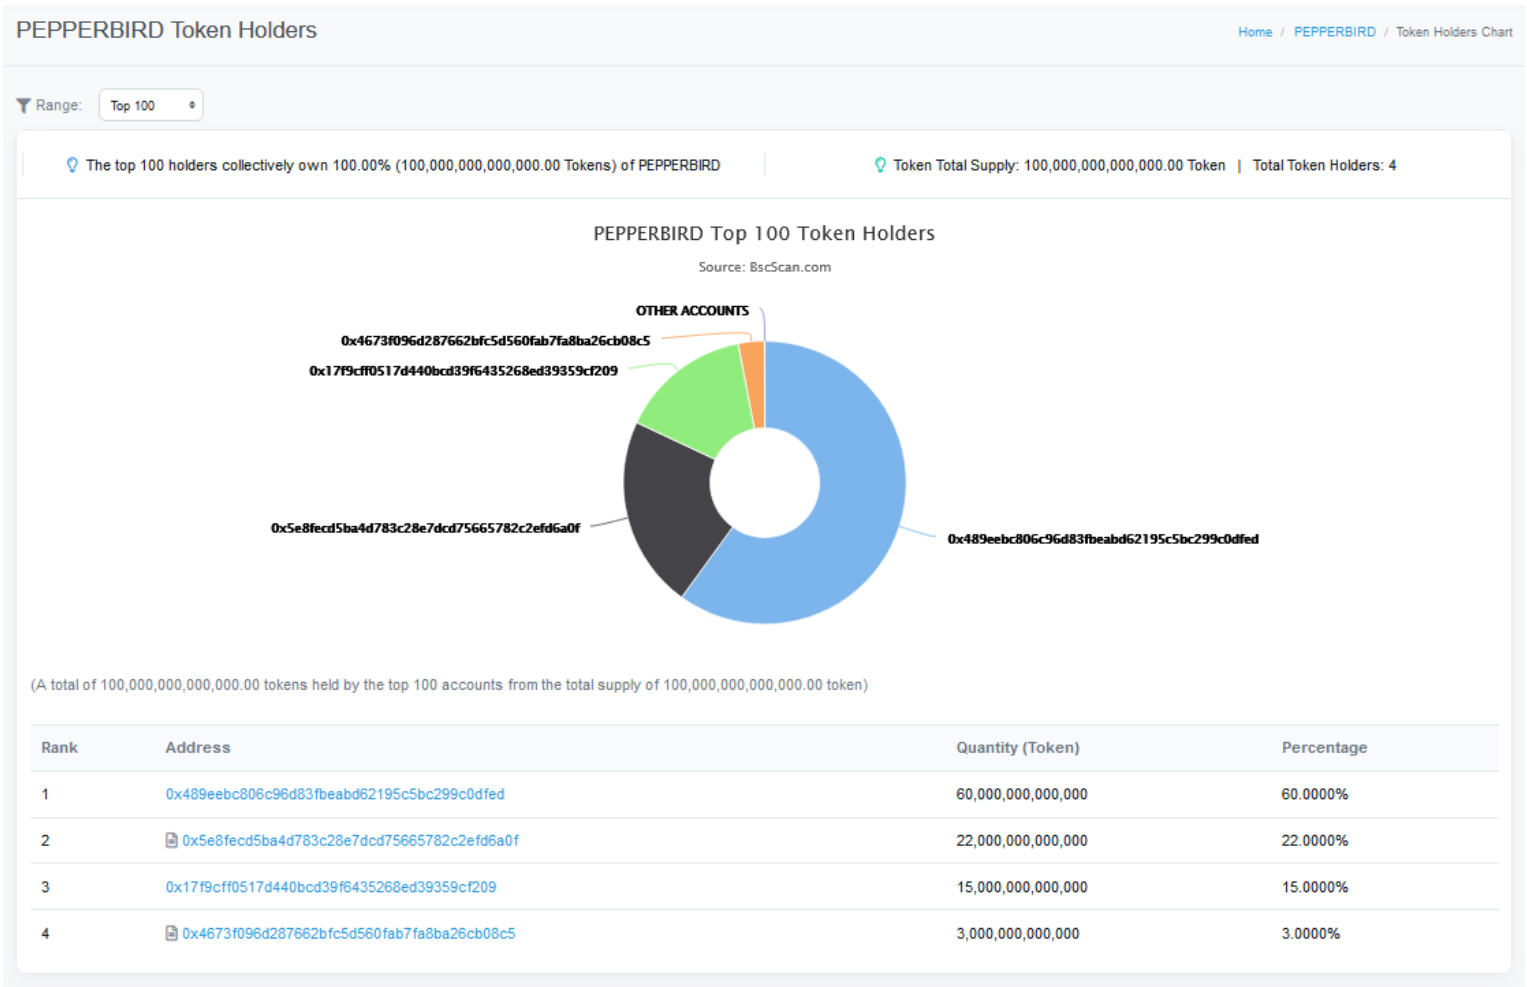 PEPPERBIRD Token Holders
Home / PEPPERBIRD / Token Holders Chart
Range: Top 100
The top 100 holders collectively own 100.00% (100,000,000,000,000.00 Tokens) of PEPPERBIRD
Token Total Supply: 100,000,000,000,000.00 Token | Total Token Holders: 4
PEPPERBIRD Top 100 Token Holders
Source: BscScan.com
OTHER ACCOUNTS
0x4673f096d287662bfc5d560fab7fa8ba26cb08c5
0x17f9cff0517d440bcd39f6435268ed39359cf209
0x5e8fecd5ba4d783c28e7dcd75665782c2efd6a0f
0x489eebc806c96d83fbeabd62195c5bc299c0dfed
(A total of 100,000,000,000,000.00 tokens held by the top 100 accounts from the total supply of 100,000,000,000,000.00 token)
Rank Address Quantity (Token) Percentage
1 0x489eebc806c96d83fbeabd62195c5bc299c0dfed 60,000,000,000,000 60.0000%
2 0x5e8fecd5ba4d783c28e7dcd75665782c2efd6a0f 22,000,000,000,000 22.0000%
3 0x17f9cff0517d440bcd39f6435268ed39359cf209 15,000,000,000,000 15.0000%
4 0x4673f096d287662bfc5d560fab7fa8ba26cb08c5 3,000,000,000,000 3.0000%